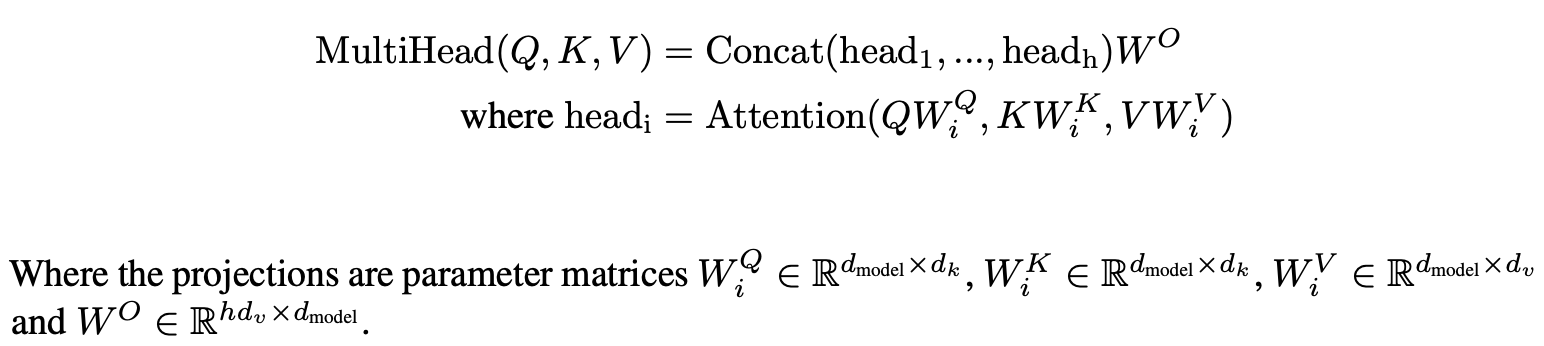 MultiHead(Q, K, V) = Concat(head₁, ..., headₕ)W^O
where headᵢ = Attention(QWᵢ^Q, KWᵢ^K, VWᵢ^V)
Where the projections are parameter matrices Wᵢ^Q ∈ ℝ^{d_model×d_k}, Wᵢ^K ∈ ℝ^{d_model×d_k}, Wᵢ^V ∈ ℝ^{d_model×d_v}
and W^O ∈ ℝ^{hd_v×d_model}.